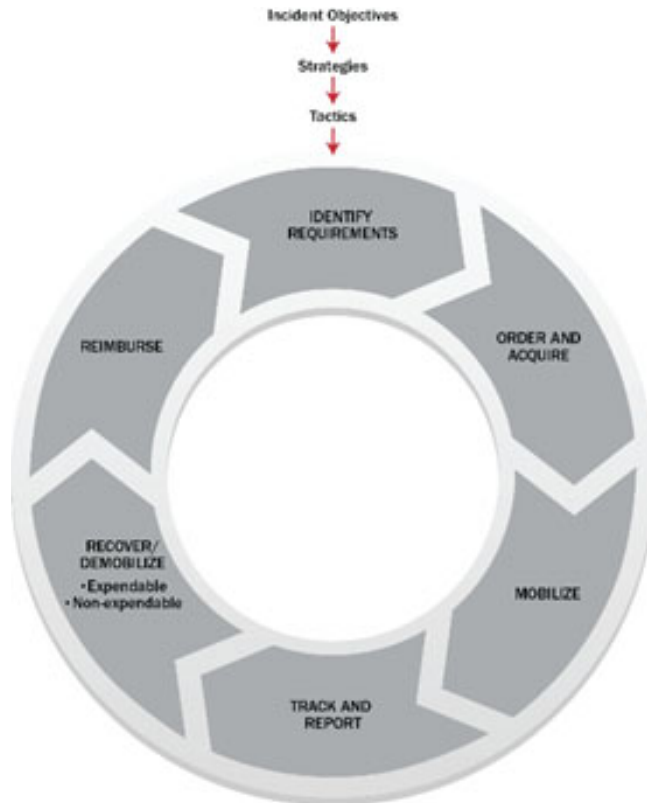 Incident Objectives
Strategies
Tactics
IDENTIFY
REQUIREMENTS
ORDER AND
ACQUIRE
MOBILIZE
TRACK AND
REPORT
RECOVER/
DEMOBILIZE
•Expendable
•Non-expendable
REIMBURSE